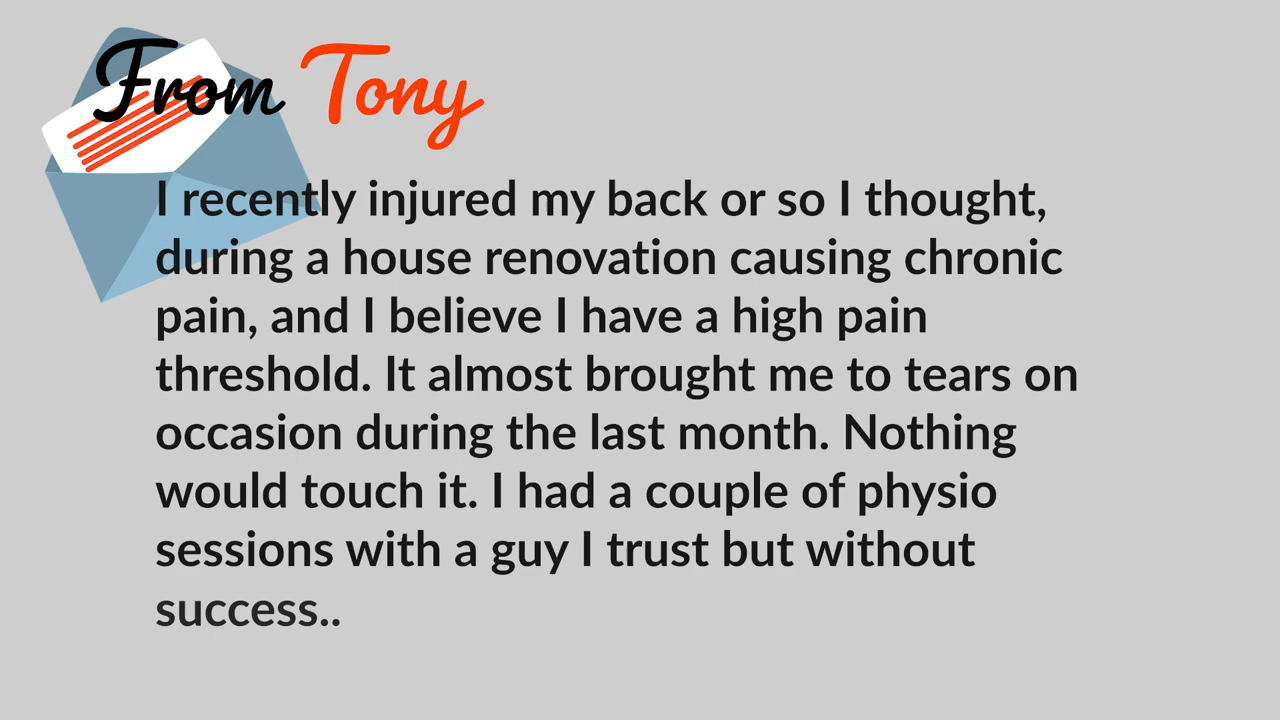 From Tony
I recently injured my back or so I thought,
during a house renovation causing chronic
pain, and I believe I have a high pain
threshold. It almost brought me to tears on
occasion during the last month. Nothing
would touch it. I had a couple of physio
sessions with a guy I trust but without
success..